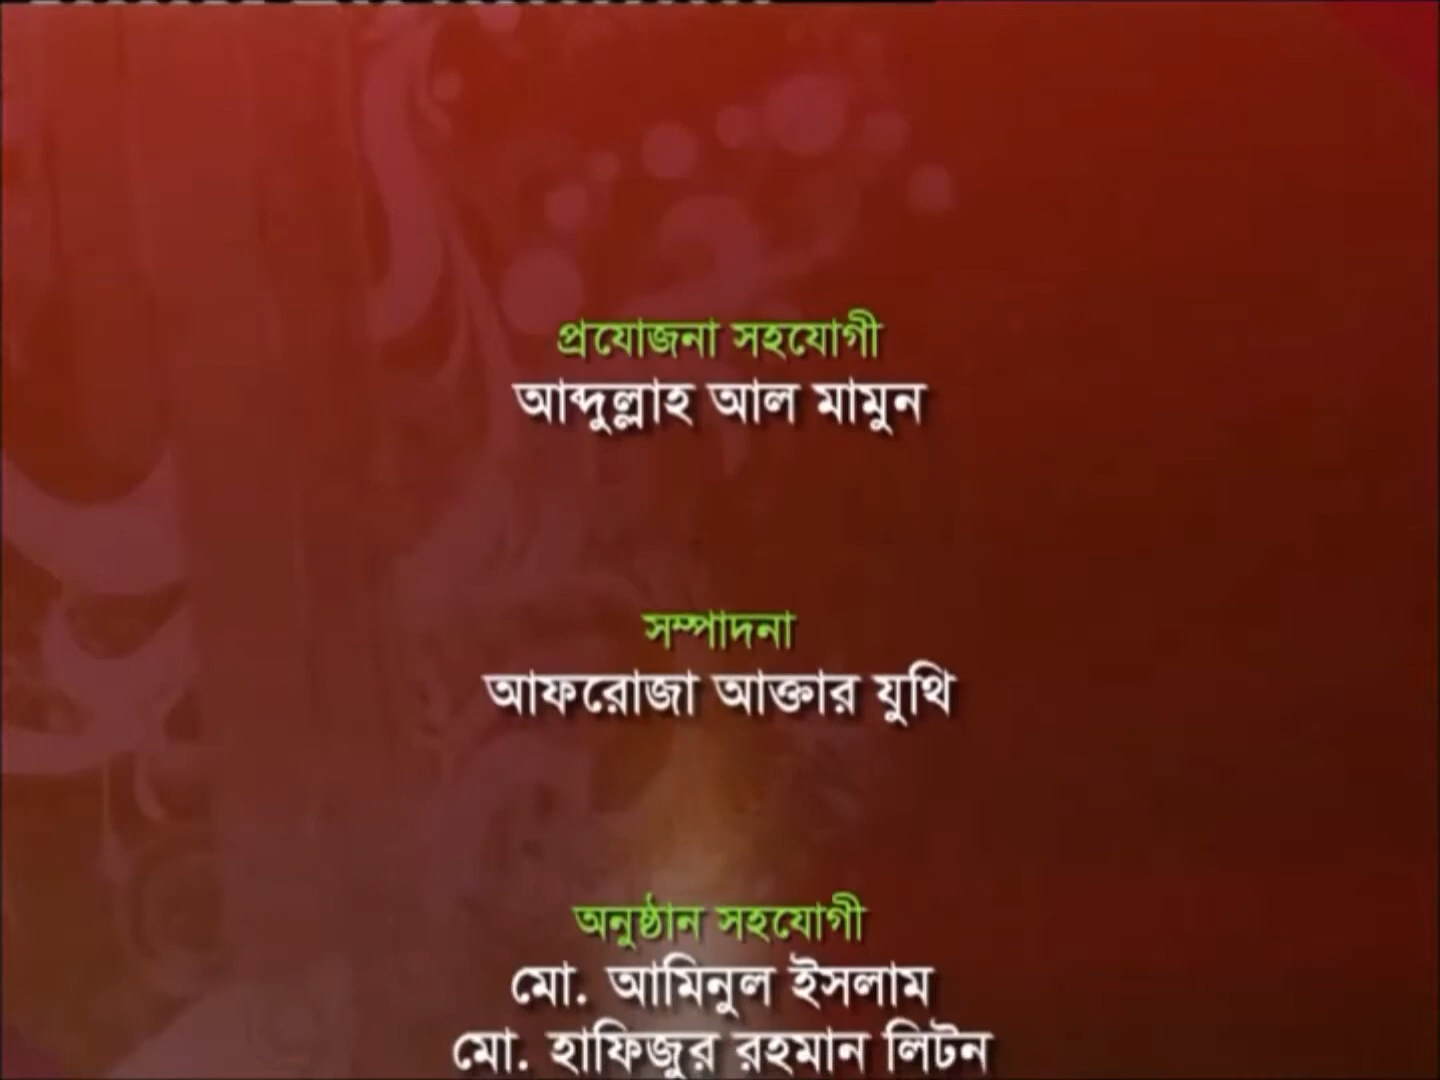 প্রযোজনা সহযোগী
আব্দুল্লাহ আল মামুন
সম্পাদনা
আফরোজা আক্তার যুথি
অনুষ্ঠান সহযোগী
মো. আমিনুল ইসলাম
মো. হাফিজুর রহমান লিটন